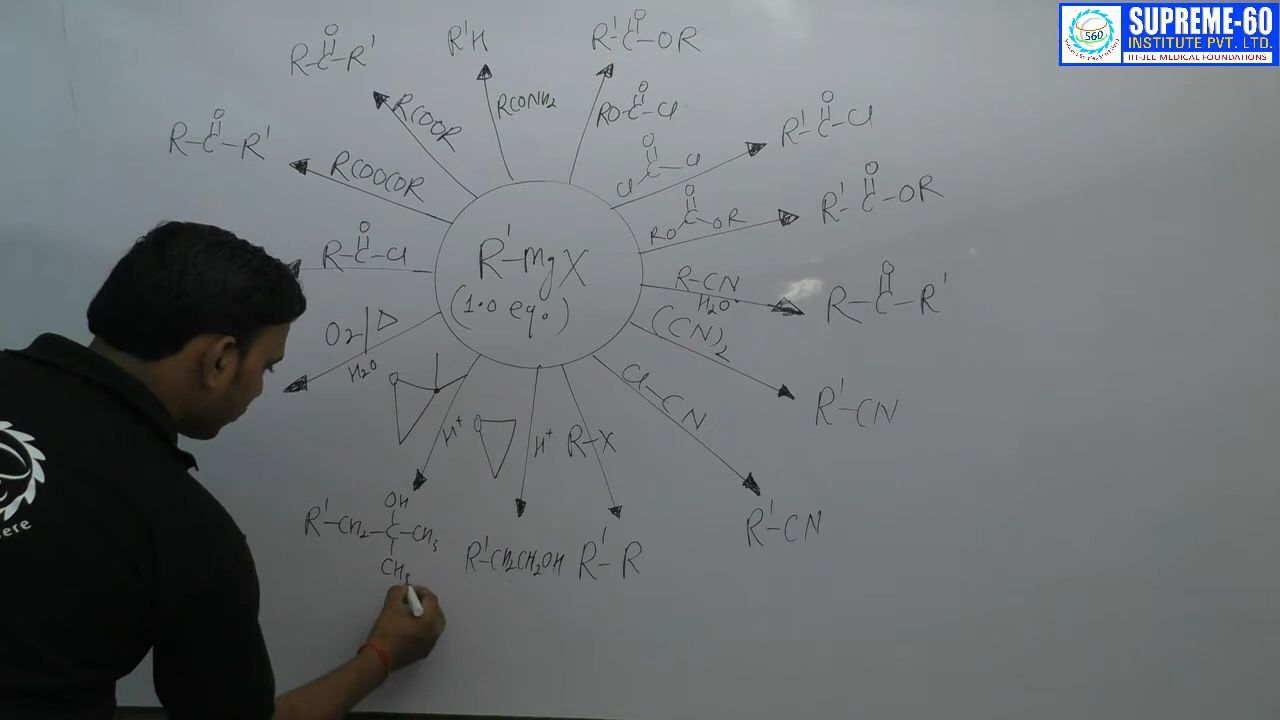 S60
SUPREME-60
INSTITUTE PVT. LTD.
IIT-JEE MEDICAL FOUNDATIONS
R-C(=O)-R'
R'H
R'-C(=O)-OR
RCOOR
RCONH2
RO-C(=O)-Cl
R-C(=O)-R'
RCOOCOR
Cl-C(=O)-Cl
R'-C(=O)-Cl
RO-C(=O)-OR
R'-C(=O)-OR
R-C(=O)-Cl
R'-MgX
(1.0 eq.)
R-CN
H2O
R-C(=O)-R'
O2/Δ
H2O
(CN)2
R'-CN
O
H+
O
H+
R-X
Cl-CN
R'-CH2-C(OH)(CH3)-CH3
R'-CH2CH2OH
R'-R
R'-CN
ere